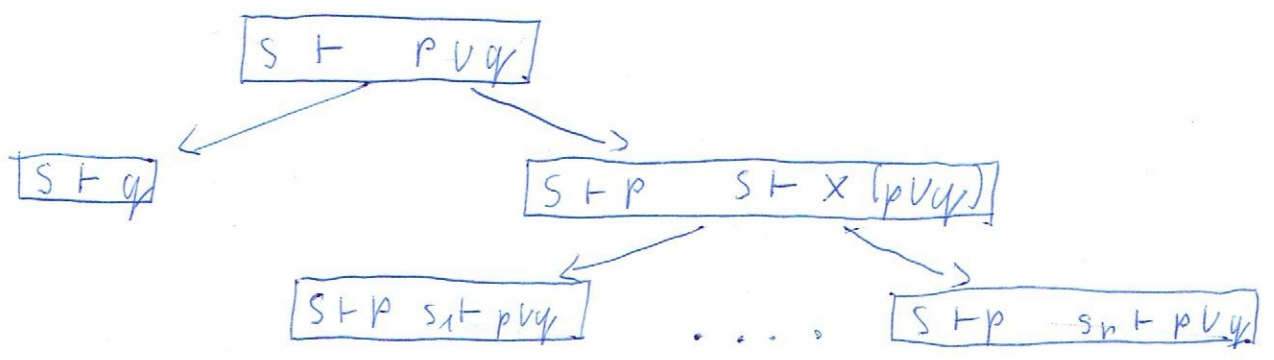 S ⊢ p U q
S ⊢ q
S ⊢ p S ⊢ X (p U q)
S ⊢ p s₁ ⊢ p U q . . . . S ⊢ p sₙ ⊢ p U q